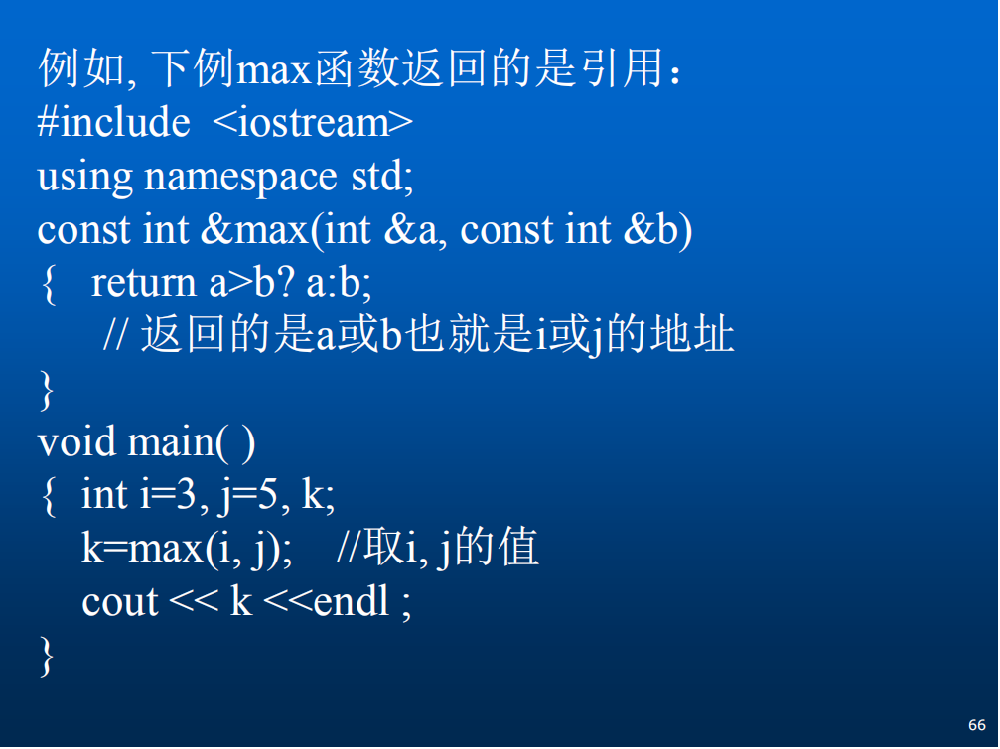 例如, 下例max函数返回的是引用：
#include  <iostream>
using namespace std;
const int &max(int &a, const int &b)
{   return a>b? a:b;
// 返回的是a或b也就是i或j的地址
}
void main( )
{  int i=3, j=5, k;
k=max(i, j);    //取i, j的值
cout << k <<endl ;
}
66